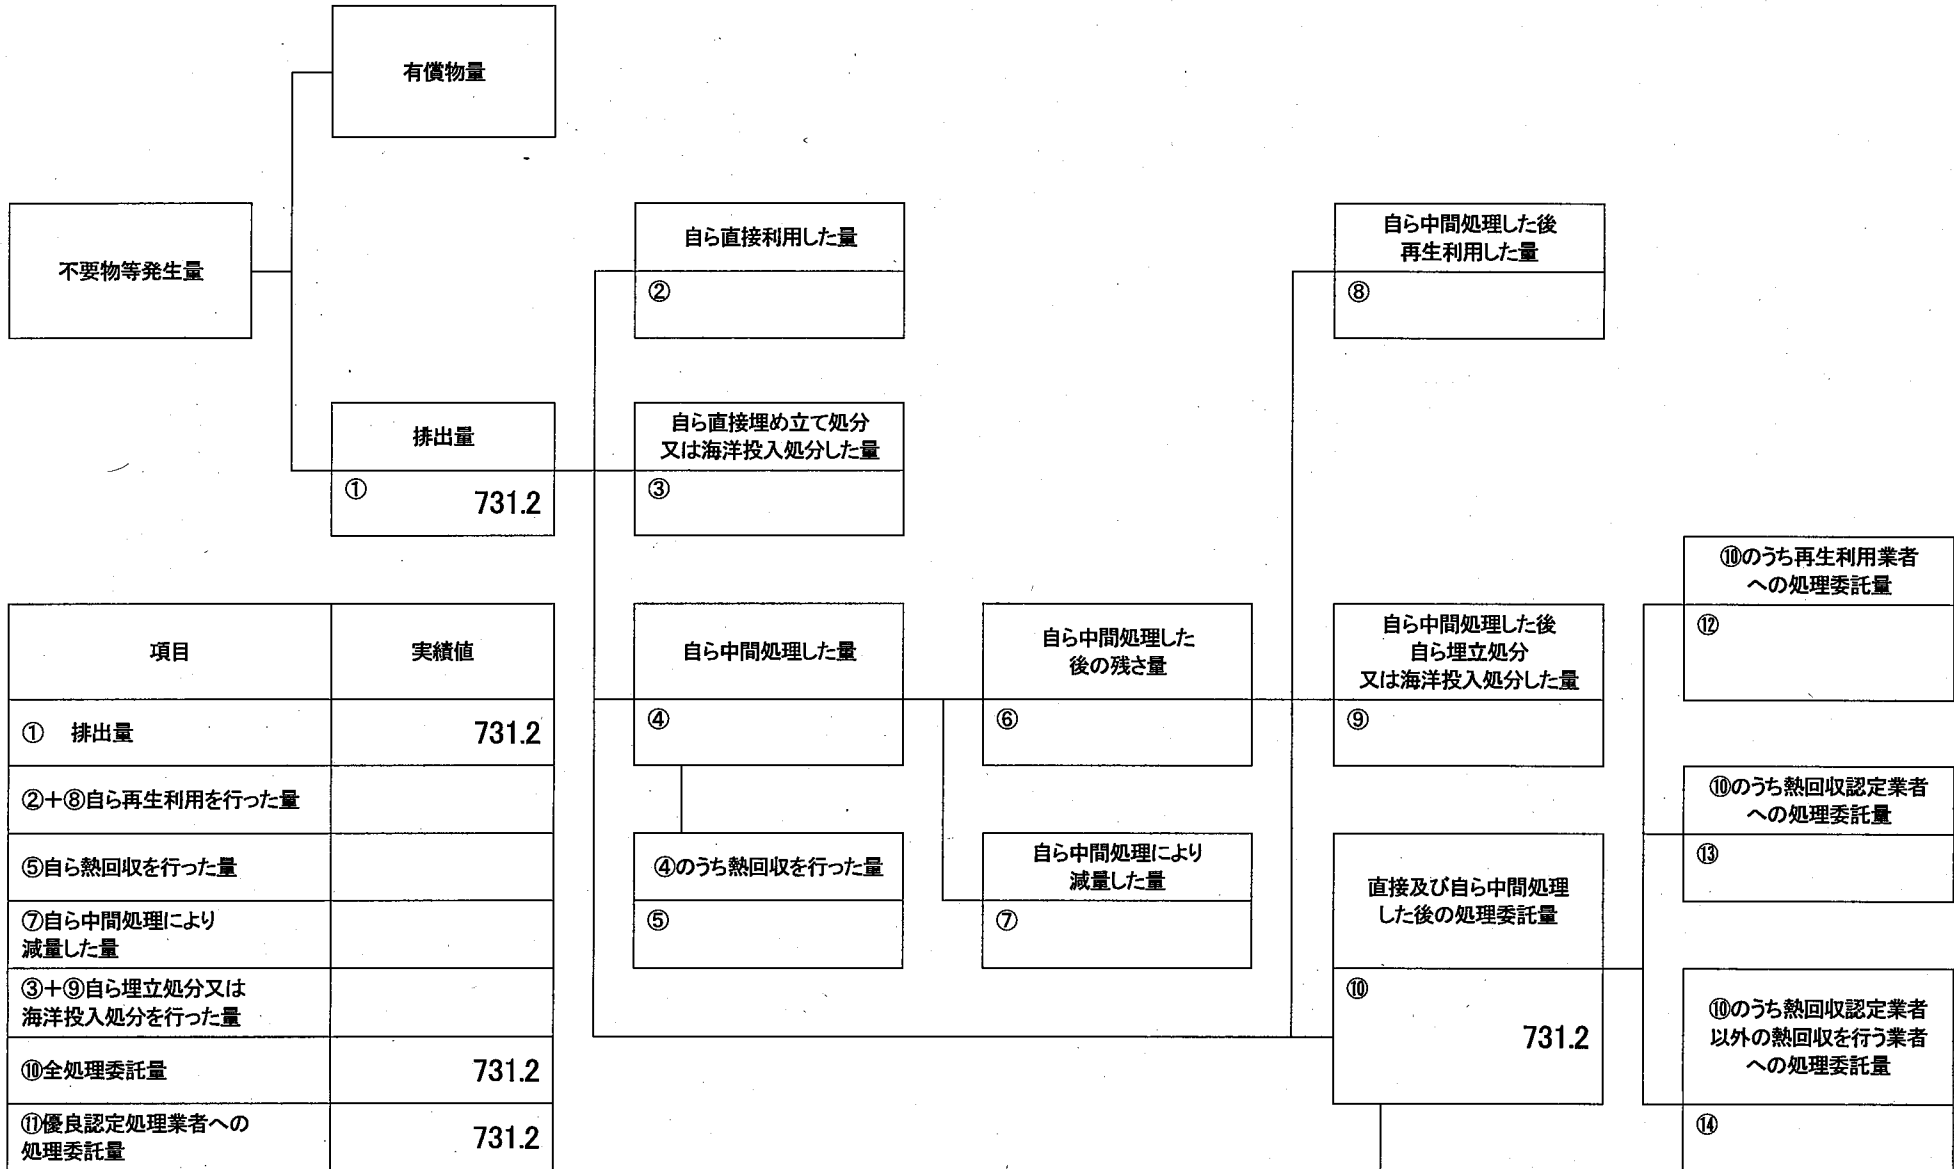 有償物量
不要物等発生量
自ら直接利用した量
②
自ら中間処理した後
再生利用した量
⑧
排出量
①
731.2
自ら直接埋め立て処分
又は海洋投入処分した量
③
⑩のうち再生利用業者
への処理委託量
⑫
項目
実績値
① 排出量
731.2
②+⑧自ら再生利用を行った量
⑤自ら熱回収を行った量
⑦自ら中間処理により
減量した量
③+⑨自ら埋立処分又は
海洋投入処分を行った量
⑩全処理委託量
731.2
⑪優良認定処理業者への
処理委託量
731.2
自ら中間処理した量
④
自ら中間処理した
後の残さ量
⑥
自ら中間処理した後
自ら埋立処分
又は海洋投入処分した量
⑨
④のうち熱回収を行った量
⑤
自ら中間処理により
減量した量
⑦
直接及び自ら中間処理
した後の処理委託量
⑩
731.2
⑩のうち熱回収認定業者
への処理委託量
⑬
⑩のうち熱回収認定業者
以外の熱回収を行う業者
への処理委託量
⑭